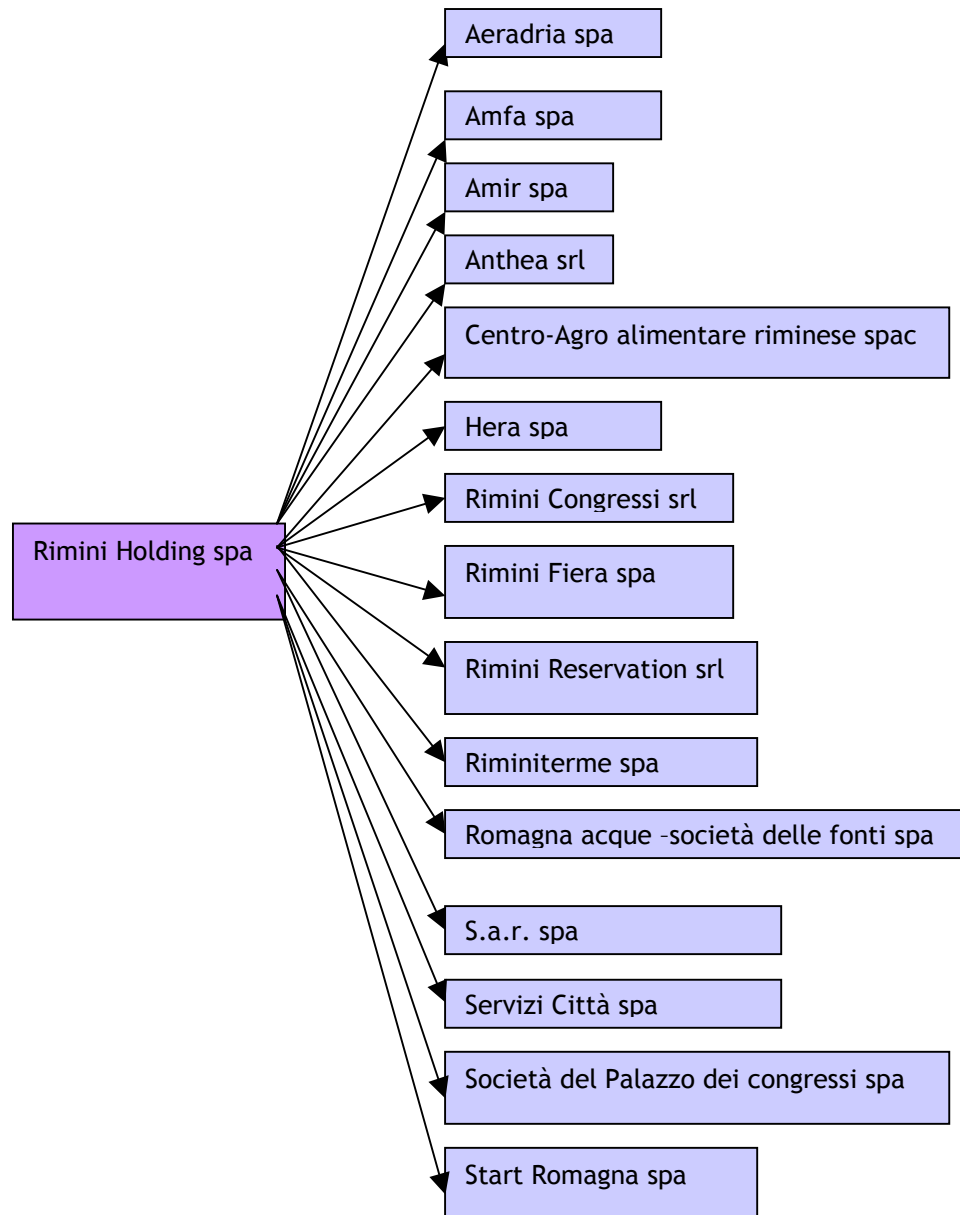 Aeradria spa
Amfa spa
Amir spa
Anthea srl
Centro-Agro alimentare riminese spac
Hera spa
Rimini Congressi srl
Rimini Holding spa
Rimini Fiera spa
Rimini Reservation srl
Riminiterme spa
Romagna acque –società delle fonti spa
S.a.r. spa
Servizi Città spa
Società del Palazzo dei congressi spa
Start Romagna spa